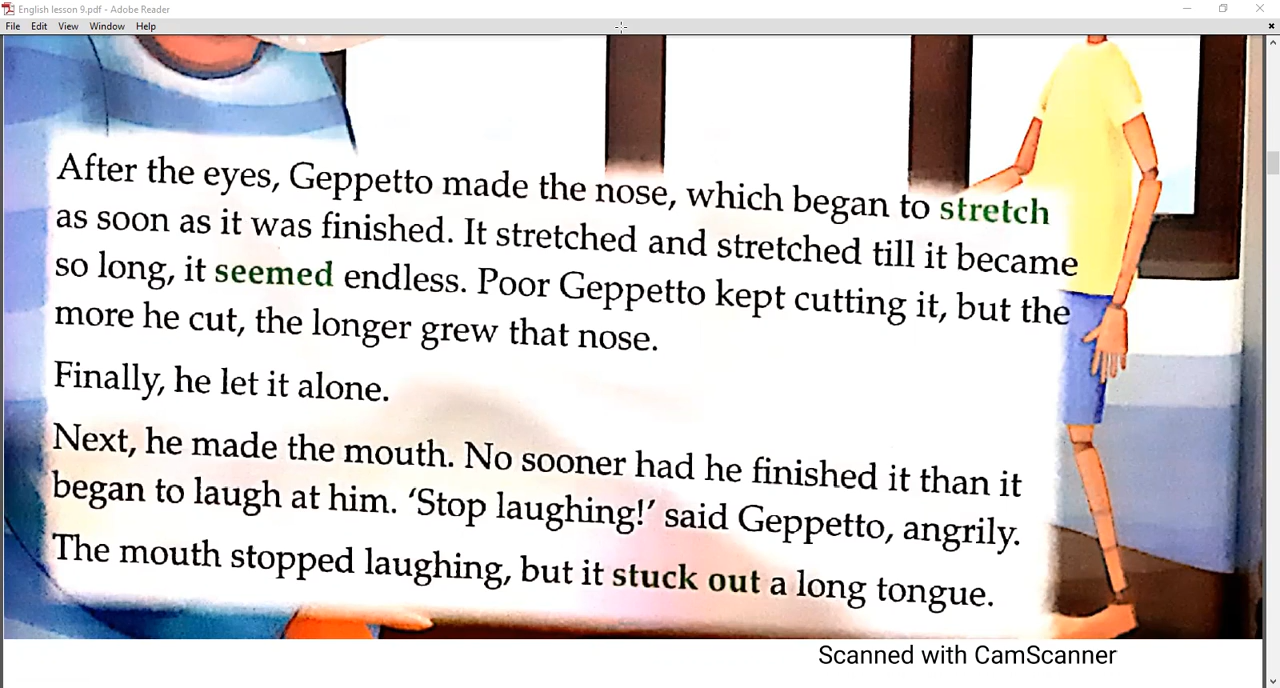 English lesson 9.pdf - Adobe Reader
File Edit View Window Help
After the eyes, Geppetto made the nose, which began to stretch
as soon as it was finished. It stretched and stretched till it became
so long, it seemed endless. Poor Geppetto kept cutting it, but the
more he cut, the longer grew that nose.
Finally, he let it alone.
Next, he made the mouth. No sooner had he finished it than it
began to laugh at him. ‘Stop laughing!’ said Geppetto, angrily.
The mouth stopped laughing, but it stuck out a long tongue.
Scanned with CamScanner